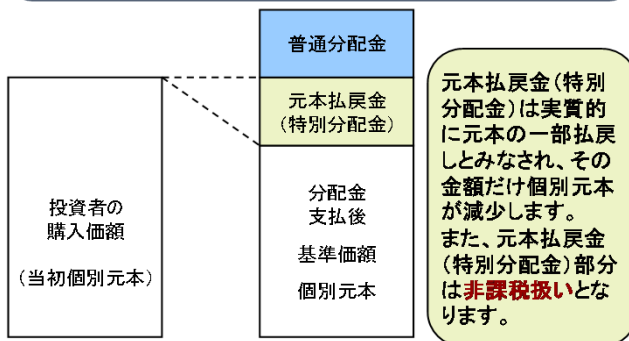 普通分配金
元本払戻金
(特別分配金)
分配金
支払後
基準価額
個別元本
投資者の
購入価額
(当初個別元本)
元本払戻金(特別
分配金)は実質的
に元本の一部払戻
しとみなされ、その
金額だけ個別元本
が減少します。
また、元本払戻金
(特別分配金)部分
は非課税扱いとな
ります。